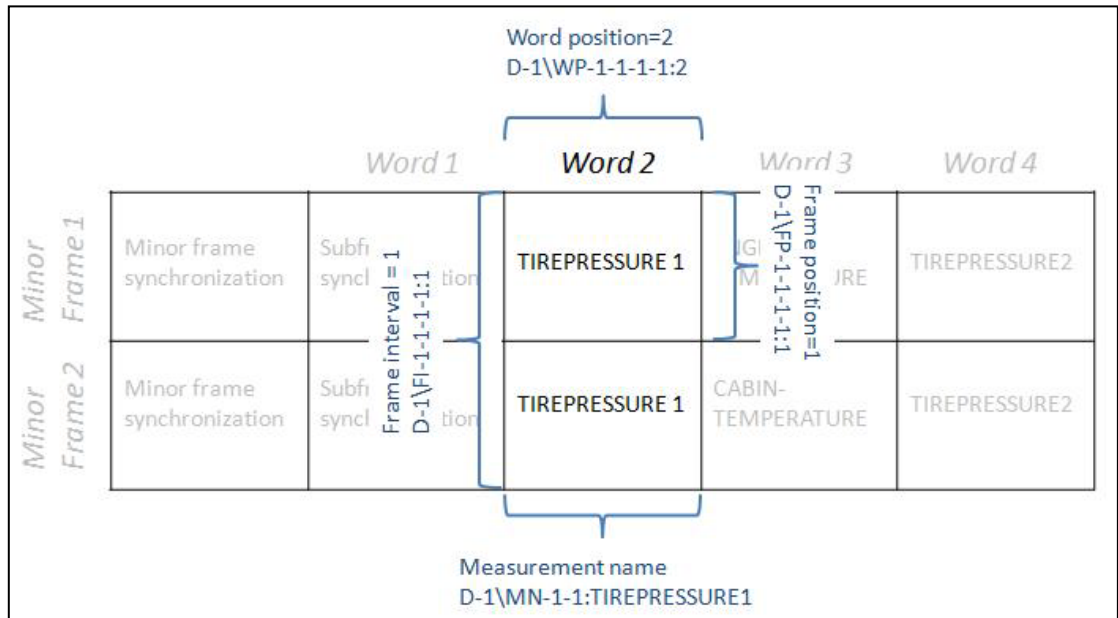 Word position=2
D-1\WP-1-1-1-1:2
Word 1
Word 2
Word 3
Word 4
Minor
Frame 1
Minor frame
synchronization
Frame interval = 1
D-1\FI-1-1-1-1:1
TIREPRESSURE 1
Frame position=1
D-1\FP-1-1-1-1:1
TIREPRESSURE2
Minor
Frame 2
Minor frame
synchronization
TIREPRESSURE 1
CABIN-
TEMPERATURE
TIREPRESSURE2
Measurement name
D-1\MN-1-1:TIREPRESSURE1